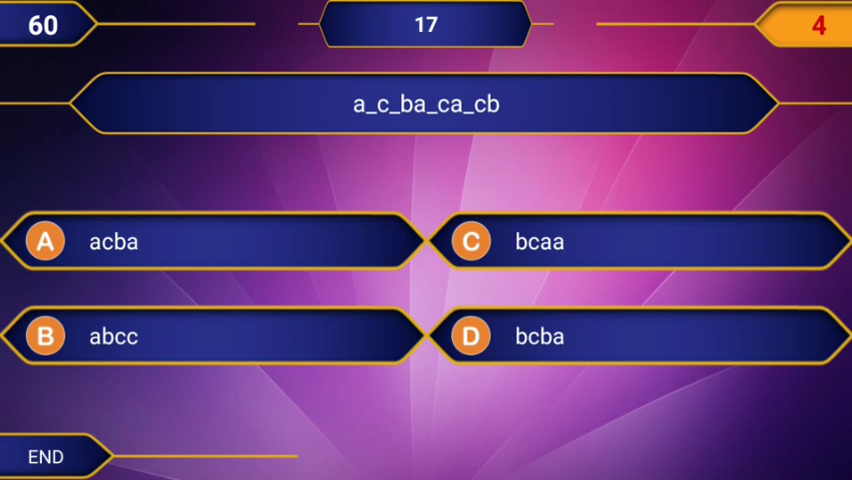 60
17
4
a_c_ba_ca_cb
A acba
C bcaa
B abcc
D bcba
END